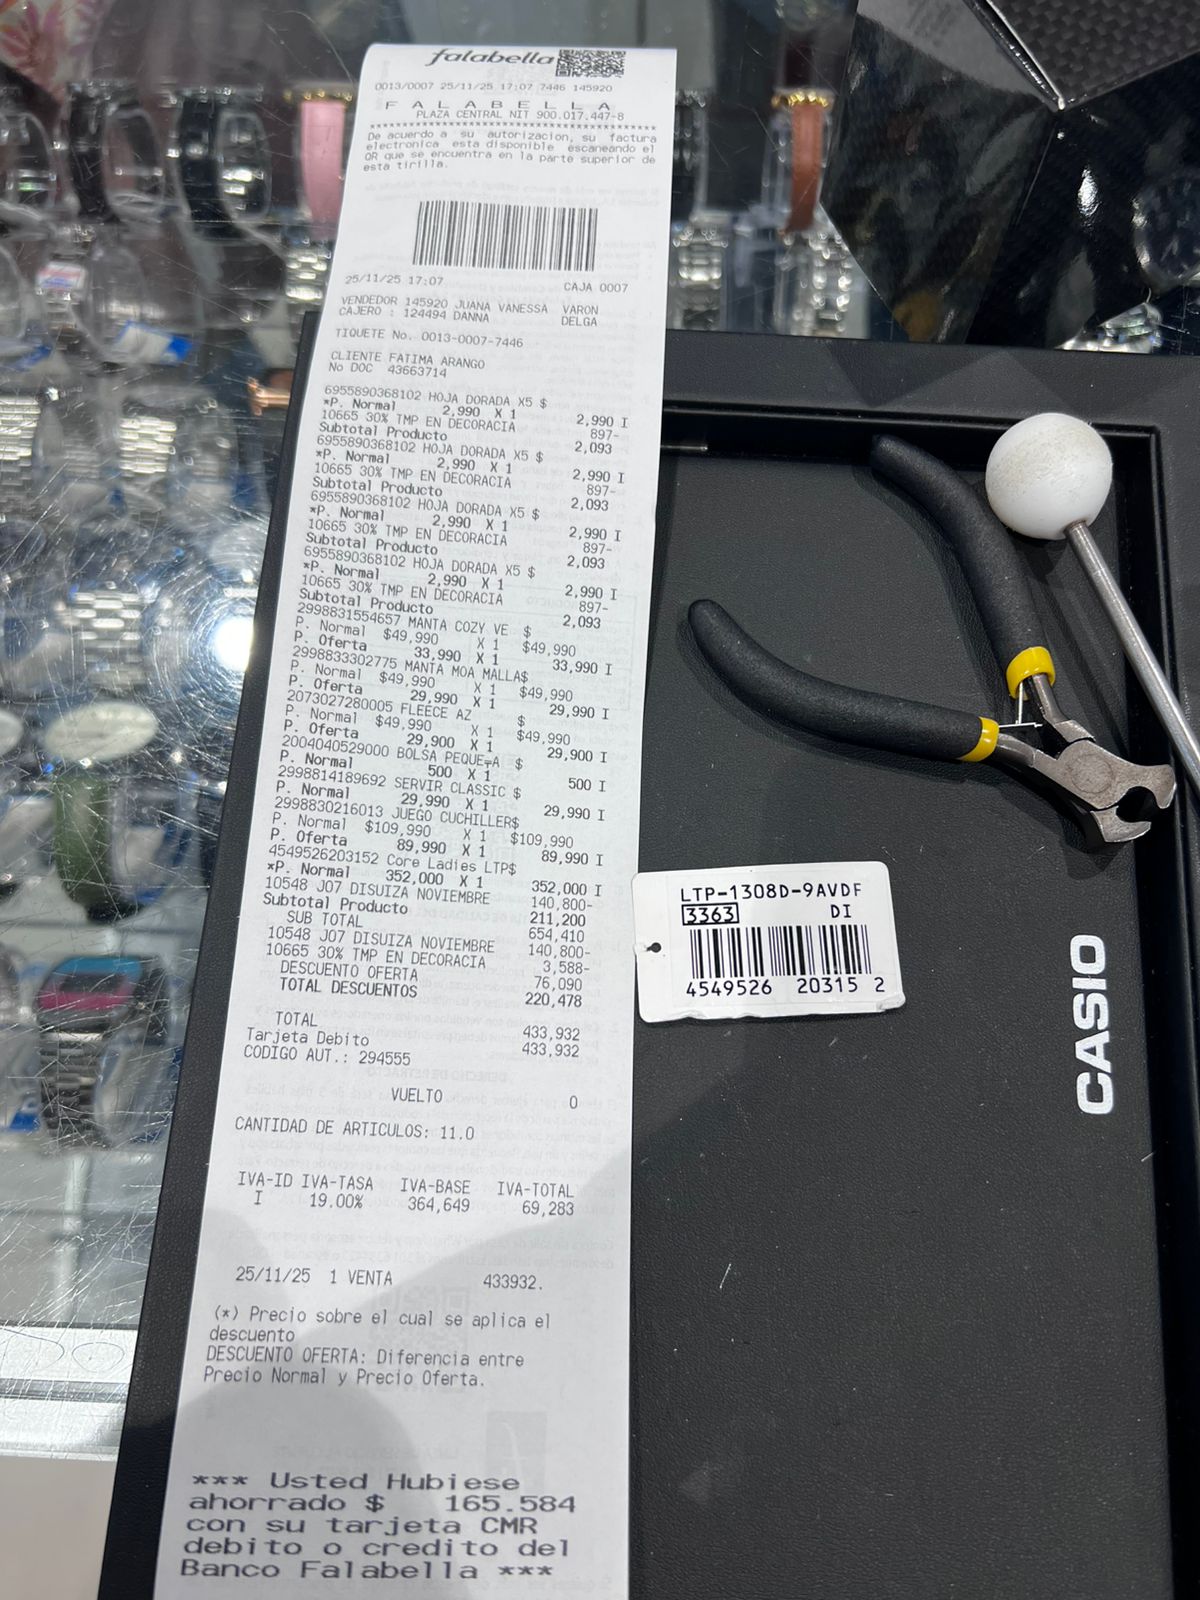 falabella
0013/0007 25/11/25 17:07 7446 145920
F A L A B E L L A
PLAZA CENTRAL NIT 900.017.447-8
****************************************
De acuerdo a su autorizacion, su factura
electronica esta disponible escaneando el
QR que se encuentra en la parte superior de
esta tirilla.
25/11/25 17:07 CAJA 0007
VENDEDOR 145920 JUANA VANESSA VARON
CAJERO : 124494 DANNA DELGA
TIQUETE No. 0013-0007-7446
CLIENTE FATIMA ARANGO
No DOC 43663714
6955890368102 HOJA DORADA X5 $
*P. Normal 2,990 X 1 2,990 I
10665 30% TMP EN DECORACIA 897-
Subtotal Producto 2,093
6955890368102 HOJA DORADA X5 $
*P. Normal 2,990 X 1 2,990 I
10665 30% TMP EN DECORACIA 897-
Subtotal Producto 2,093
6955890368102 HOJA DORADA X5 $
*P. Normal 2,990 X 1 2,990 I
10665 30% TMP EN DECORACIA 897-
Subtotal Producto 2,093
6955890368102 HOJA DORADA X5 $
*P. Normal 2,990 X 1 2,990 I
10665 30% TMP EN DECORACIA 897-
Subtotal Producto 2,093
2998831554657 MANTA COZY VE $
P. Normal $49,990 X 1 $49,990
P. Oferta 33,990 X 1 33,990 I
2998833302775 MANTA MOA MALLA$
P. Normal $49,990 X 1 $49,990
P. Oferta 29,990 X 1 29,990 I
2073027280005 FLEECE AZ $
P. Normal $49,990 X 1 $49,990
P. Oferta 29,900 X 1 29,900 I
2004040529000 BOLSA PEQUE┬A $
P. Normal 500 X 1 500 I
2998814189692 SERVIR CLASSIC $
P. Normal 29,990 X 1 29,990 I
2998830216013 JUEGO CUCHILLER$
P. Normal $109,990 X 1 $109,990
P. Oferta 89,990 X 1 89,990 I
4549526203152 Core Ladies LTP$
*P. Normal 352,000 X 1 352,000 I
10548 J07 DISUIZA NOVIEMBRE 140,800-
Subtotal Producto 211,200
SUB TOTAL 654,410
10548 J07 DISUIZA NOVIEMBRE 140,800-
10665 30% TMP EN DECORACIA 3,588-
DESCUENTO OFERTA 76,090
TOTAL DESCUENTOS 220,478
TOTAL 433,932
Tarjeta Debito 433,932
CODIGO AUT.: 294555
VUELTO 0
CANTIDAD DE ARTICULOS: 11.0
IVA-ID IVA-TASA IVA-BASE IVA-TOTAL
I 19.00% 364,649 69,283
25/11/25 1 VENTA 433932.
(*) Precio sobre el cual se aplica el
descuento
DESCUENTO OFERTA: Diferencia entre
Precio Normal y Precio Oferta.
*** Usted Hubiese
ahorrado $ 165.584
con su tarjeta CMR
debito o credito del
Banco Falabella ***
LTP-1308D-9AVDF
3363 DI
4549526 20315 2
CASIO